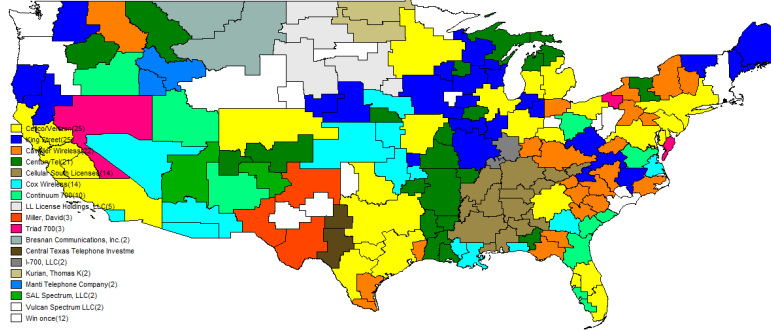 Cellco/Verizon(25)
King Street(25)
Cavalier Wireless(22)
CenturyTel(21)
Cellular South Licenses(14)
Cox Wireless(14)
Continuum 700(10)
LL License Holdings, LLC(5)
Miller, David(3)
Triad 700(3)
Bresnan Communications, Inc.(2)
Central Texas Telephone Investme
I-700, LLC(2)
Kurian, Thomas K(2)
Manti Telephone Company(2)
SAL Spectrum, LLC(2)
Vulcan Spectrum LLC(2)
Win once(12)